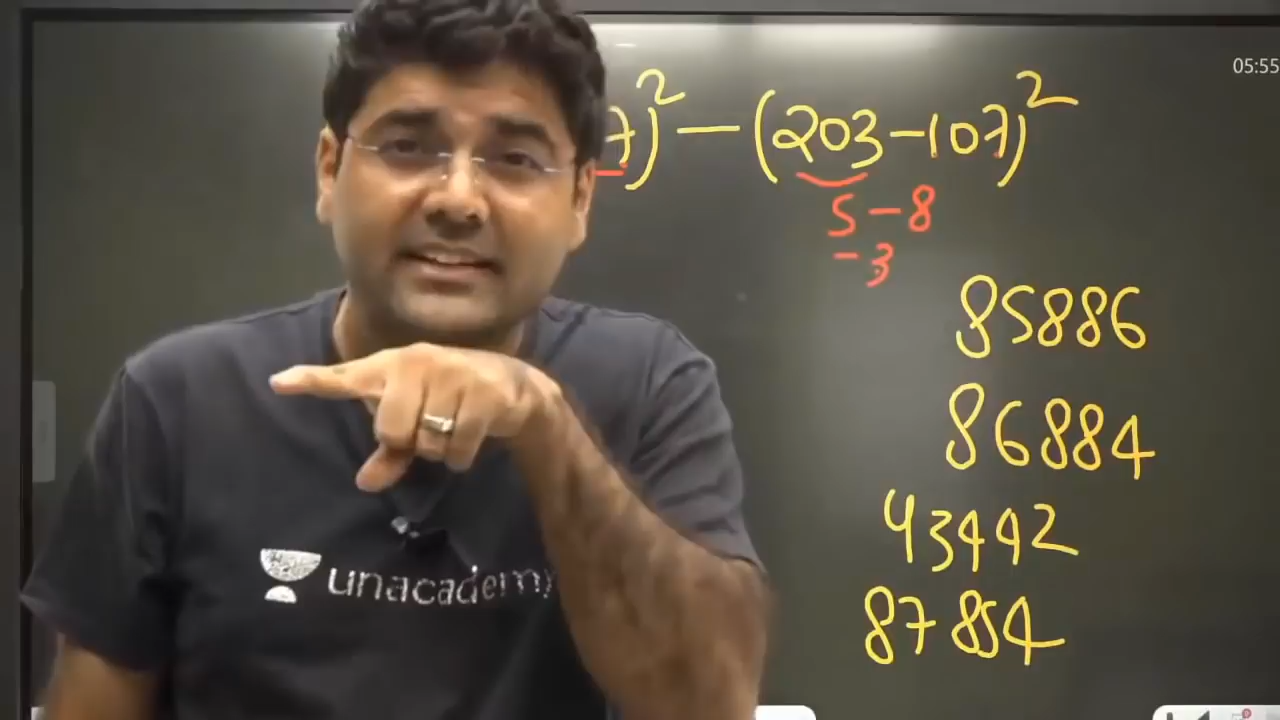 05:55
7)² – (203 – 107)²
5 – 8
– 3
85886
86884
43442
87854
unacademy